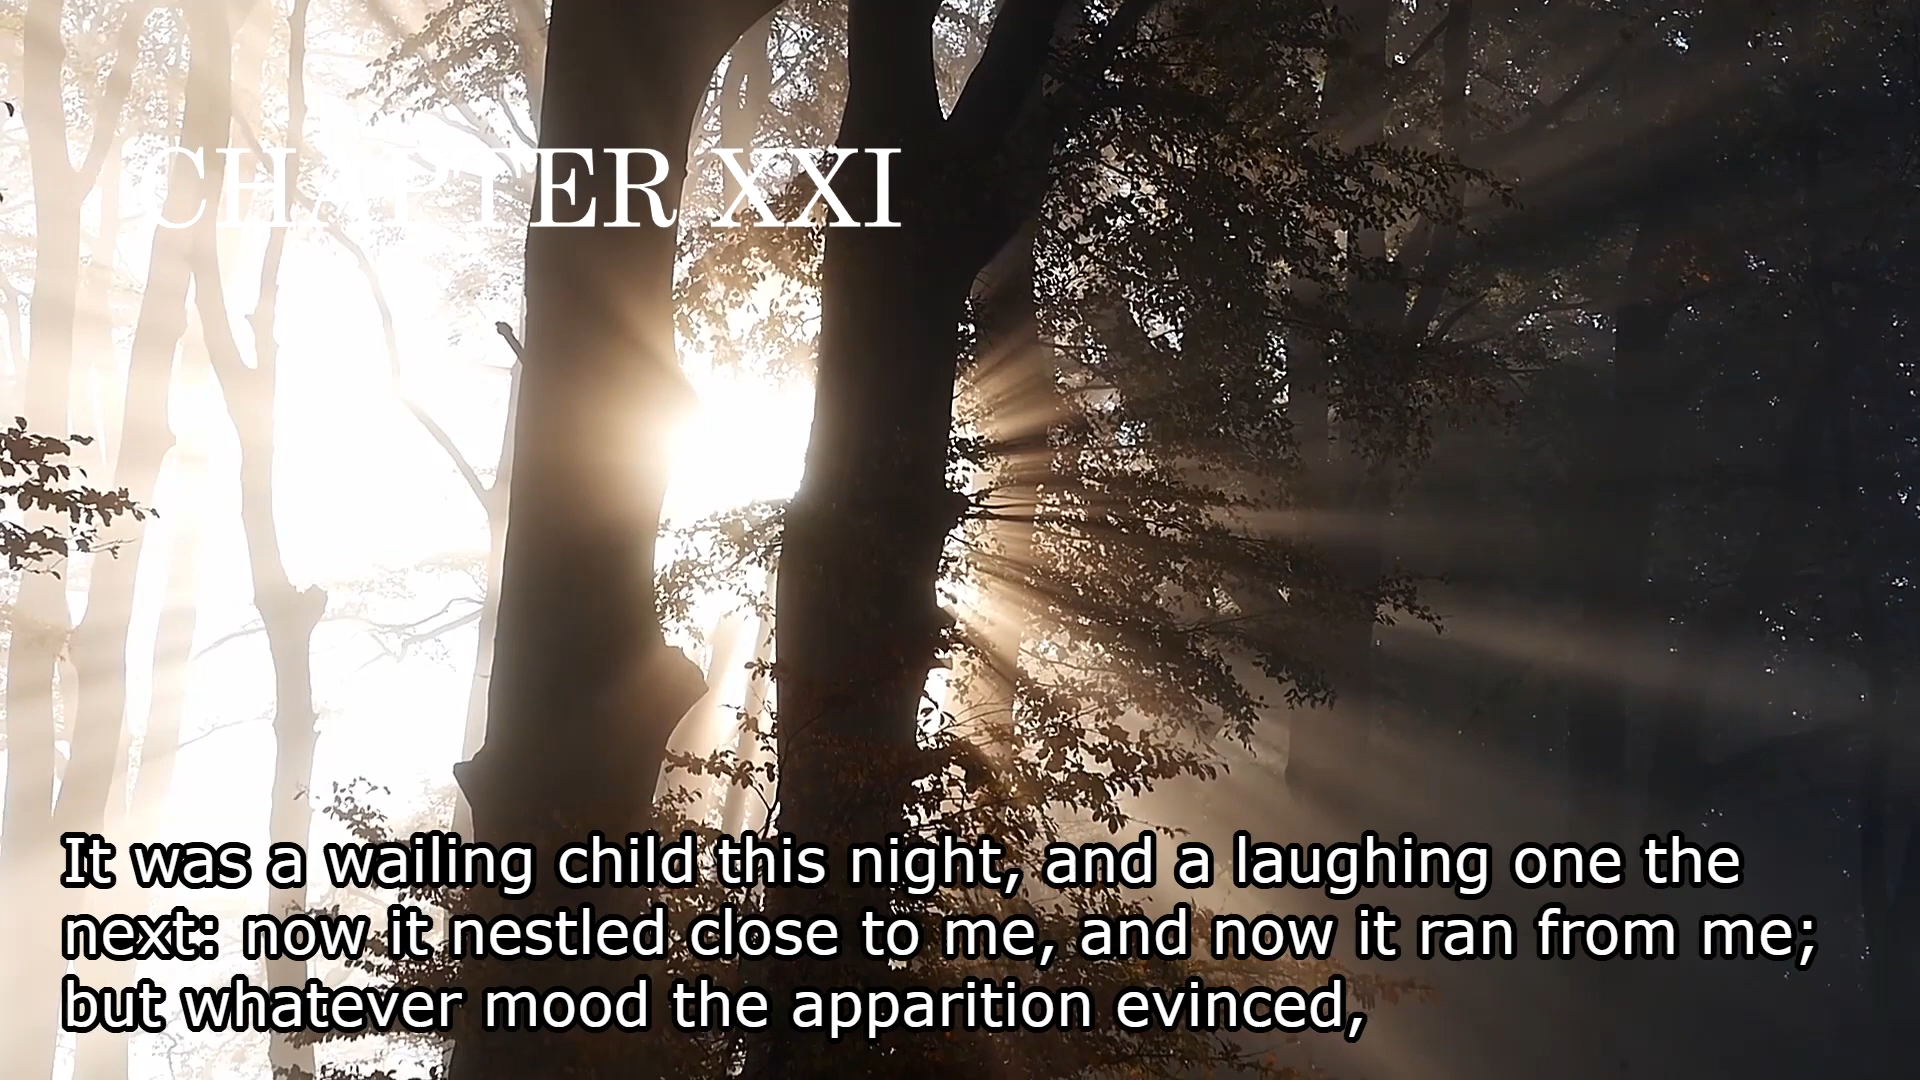 CHAPTER XXI
It was a wailing child this night, and a laughing one the
next: now it nestled close to me, and now it ran from me;
but whatever mood the apparition evinced,